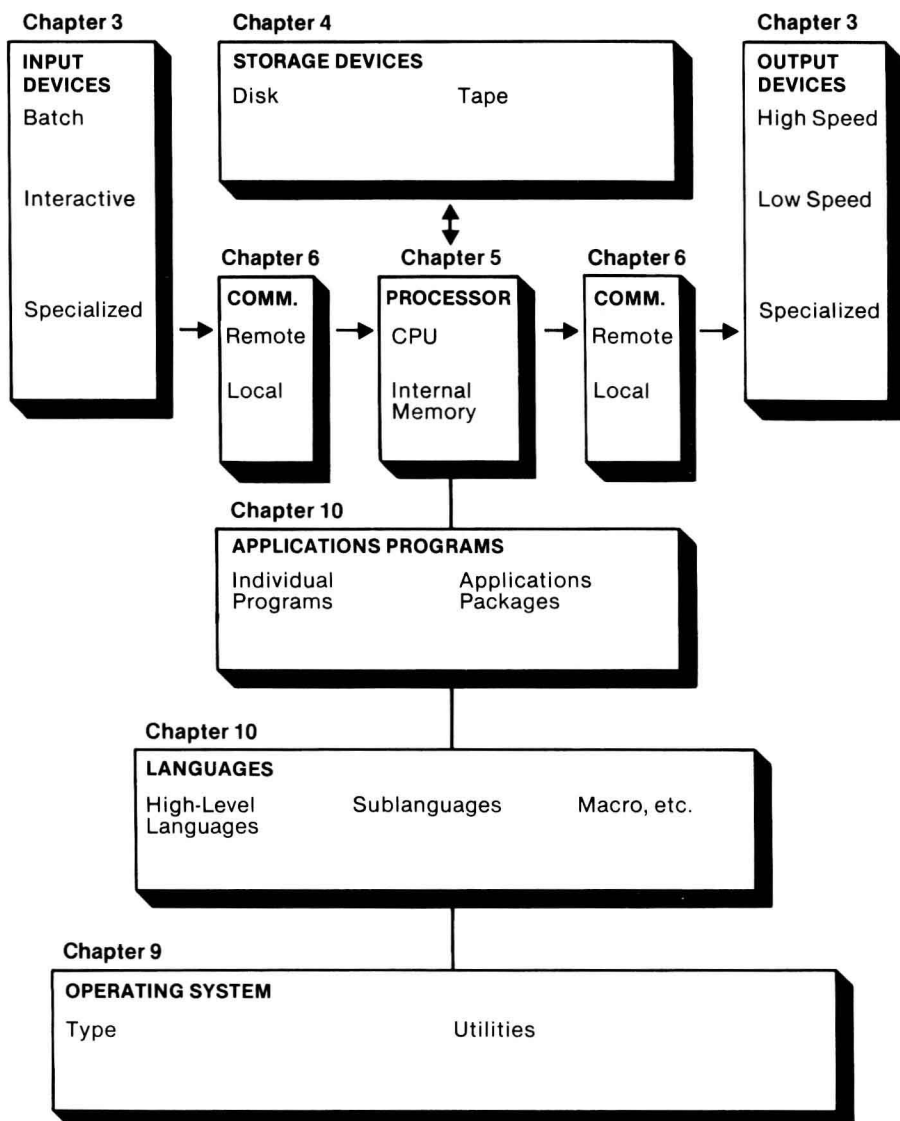 Chapter 3
INPUT
DEVICES
Batch
Interactive
Specialized
Chapter 4
STORAGE DEVICES
Disk Tape
Chapter 3
OUTPUT
DEVICES
High Speed
Low Speed
Specialized
Chapter 6
COMM.
Remote
Local
Chapter 5
PROCESSOR
CPU
Internal
Memory
Chapter 6
COMM.
Remote
Local
Chapter 10
APPLICATIONS PROGRAMS
Individual
Programs
Applications
Packages
Chapter 10
LANGUAGES
High-Level
Languages
Sublanguages
Macro, etc.
Chapter 9
OPERATING SYSTEM
Type Utilities